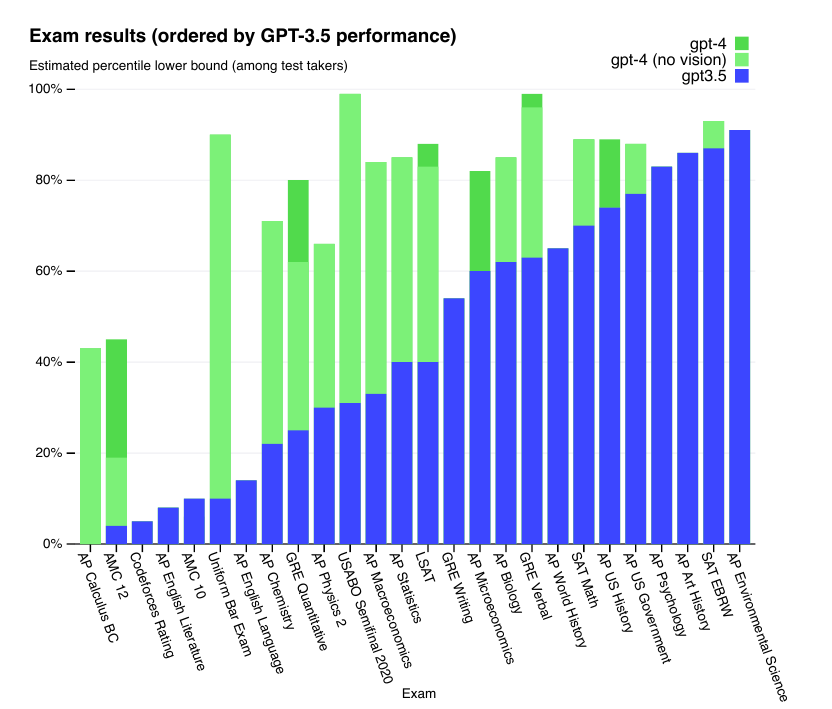 Exam results (ordered by GPT-3.5 performance)
Estimated percentile lower bound (among test takers)
gpt-4
gpt-4 (no vision)
gpt3.5
100%
80%
60%
40%
20%
0%
AP Calculus BC
AMC 12
Codeforces Rating
AP English Literature
AMC 10
Uniform Bar Exam
AP English Language
AP Chemistry
GRE Quantitative
AP Physics 2
USABO Semifinal 2020
AP Macroeconomics
AP Statistics
LSAT
GRE Writing
AP Microeconomics
AP Biology
GRE Verbal
AP World History
SAT Math
AP US History
AP US Government
AP Psychology
AP Art History
SAT EBRW
AP Environmental Science
Exam